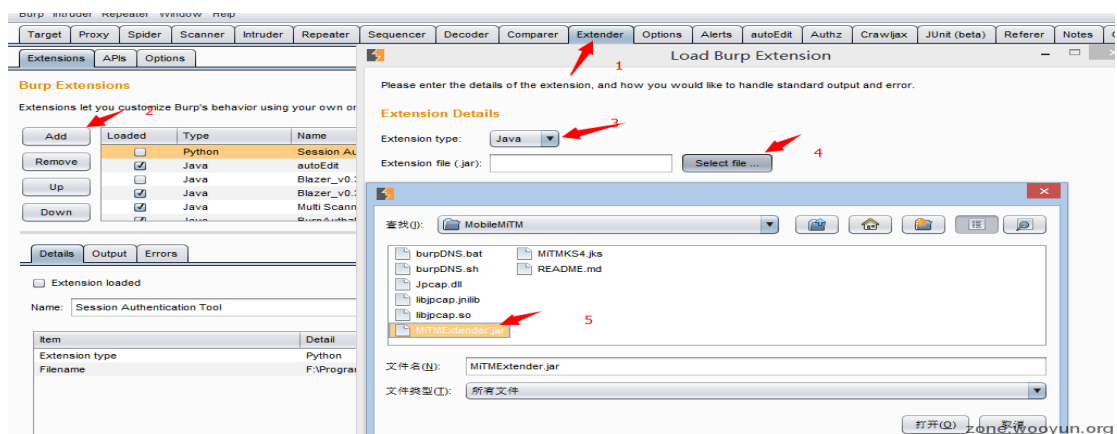 Burp Intruder Repeater Window Help
Target Proxy Spider Scanner Intruder Repeater Sequencer Decoder Comparer Extender Options Alerts autoEdit Authz Crawljax JUnit (beta) Referer Notes
1
Extensions APIs Options
Load Burp Extension
Burp Extensions
Please enter the details of the extension, and how you would like to handle standard output and error.
Extensions let you customize Burp's behavior using your own or
2
Extension Details
Add Loaded Type Name
3
Extension type: Java
Python Session Au
4
Remove Java autoEdit
Extension file (.jar): Select file ...
Java Blazer_v0.
Up Java Blazer_v0.
Java Multi Scann
Down Java BurpAuthz
查找(I): MobileMiTM
burpDNS.bat MiTMKS4.jks
Details Output Errors
burpDNS.sh README.md
Jpcap.dll
Extension loaded
libjpcap.jnilib
Name: Session Authentication Tool
libjpcap.so
5
MiTMExtender.jar
Item Detail
Extension type Python
Filename F:\Progra
文件名(N): MiTMExtender.jar
文件类型(T): 所有文件
打开(O) 取消
zone.wooyun.org